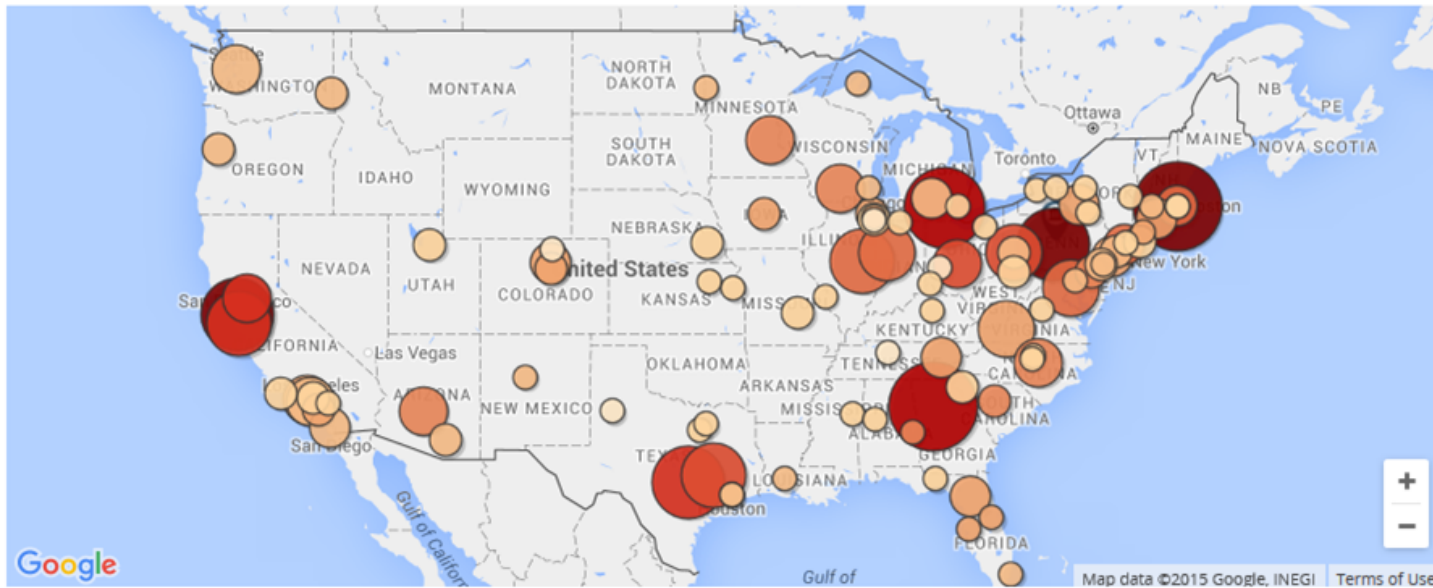 NORTH
DAKOTA
MONTANA
MINNESOTA
Ottawa
NB
PE
MAINE
NOVA SCOTIA
VT
Toronto
WISCONSIN
MICHIGAN
SOUTH
DAKOTA
OREGON
IDAHO
WYOMING
IOWA
NEBRASKA
New York
NEVADA
UTAH
United States
COLORADO
KANSAS
NJ
WEST
VIRGINIA
KENTUCKY
VIRGINIA
Las Vegas
OKLAHOMA
TENNESSEE
ARKANSAS
ARIZONA
NEW MEXICO
MISSISSIPPI
SOUTH
CAROLINA
ALABAMA
San Diego
GEORGIA
TEXAS
LOUISIANA
Houston
Gulf of California
FLORIDA
Gulf of
+
−
Google
Map data ©2015 Google, INEGI
Terms of Use